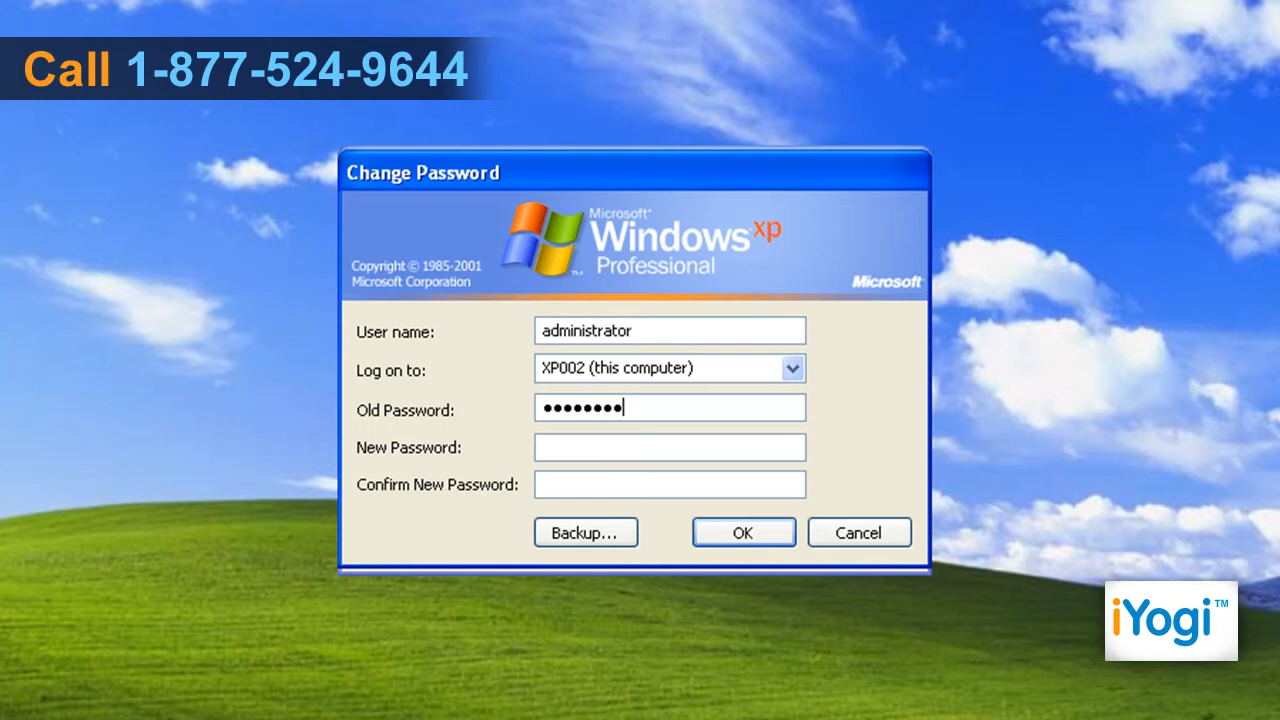 Call 1-877-524-9644
Change Password
Microsoft®
Windows xp
Professional
Copyright © 1985-2001
Microsoft Corporation
Microsoft
User name: administrator
Log on to: XP002 (this computer)
Old Password: ●●●●●●●●
New Password:
Confirm New Password:
Backup... OK Cancel
iYogi™